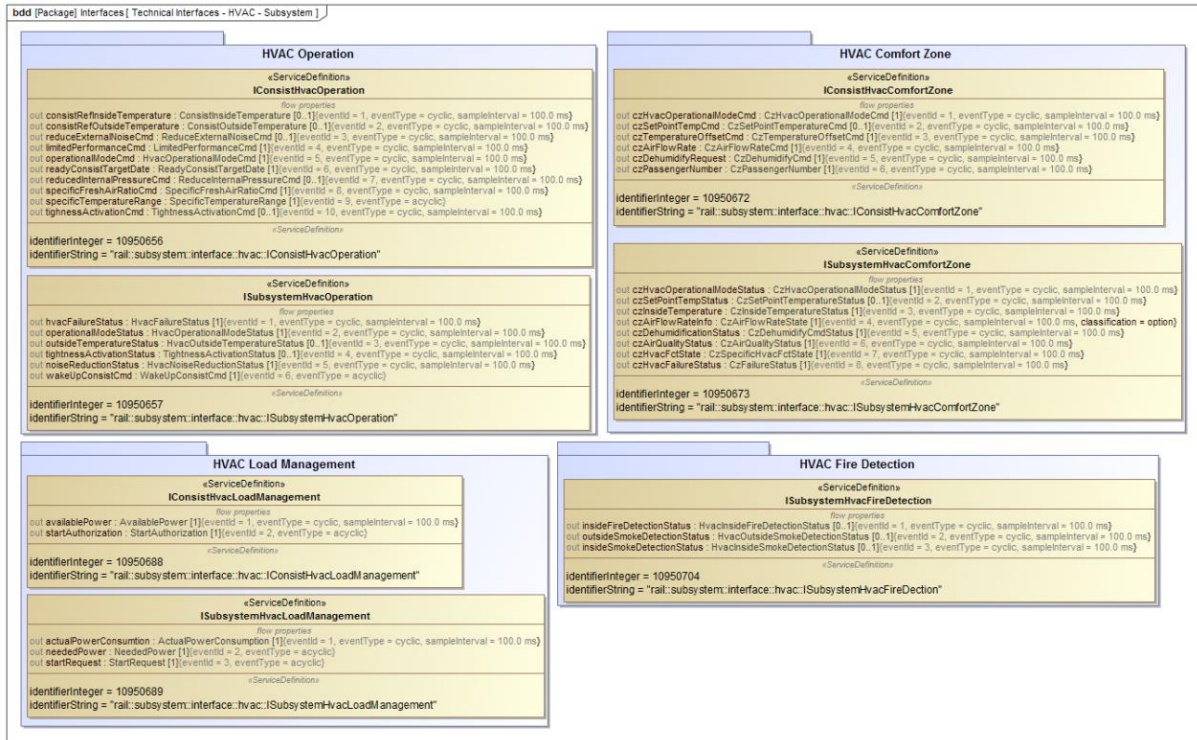 bdd [Package] Interfaces [ Technical Interfaces - HVAC - Subsystem ]
HVAC Operation
«ServiceDefinition»
IConsistHvacOperation
flow properties
out consistRefInsideTemperature : ConsistInsideTemperature [0..1]{eventId = 1, eventType = cyclic, sampleInterval = 100.0 ms}
out consistRefOutsideTemperature : ConsistOutsideTemperature [0..1]{eventId = 2, eventType = cyclic, sampleInterval = 100.0 ms}
out reduceExternalNoiseCmd : ReduceExternalNoiseCmd [0..1]{eventId = 3, eventType = cyclic, sampleInterval = 100.0 ms}
out limitedPerformanceCmd : LimitedPerformanceCmd [1]{eventId = 4, eventType = cyclic, sampleInterval = 100.0 ms}
out operationalModeCmd : HvacOperationalModeCmd [1]{eventId = 5, eventType = cyclic, sampleInterval = 100.0 ms}
out readyConsistTargetDate : ReadyConsistTargetDate [1]{eventId = 6, eventType = cyclic, sampleInterval = 100.0 ms}
out reducedInternalPressureCmd : ReduceInternalPressureCmd [0..1]{eventId = 7, eventType = cyclic, sampleInterval = 100.0 ms}
out specificFreshAirRatioCmd : SpecificFreshAirRatioCmd [1]{eventId = 8, eventType = cyclic, sampleInterval = 100.0 ms}
out specificTemperatureRange : SpecificTemperatureRange [1]{eventId = 9, eventType = acyclic}
out tighnessActivationCmd : TightnessActivationCmd [0..1]{eventId = 10, eventType = cyclic, sampleInterval = 100.0 ms}
«ServiceDefinition»
identifierInteger = 10950656
identifierString = "rail::subsystem::interface::hvac::IConsistHvacOperation"
«ServiceDefinition»
ISubsystemHvacOperation
flow properties
out hvacFailureStatus : HvacFailureStatus [1]{eventId = 1, eventType = cyclic, sampleInterval = 100.0 ms}
out operationalModeStatus : HvacOperationalModeStatus [1]{eventId = 2, eventType = cyclic, sampleInterval = 100.0 ms}
out outsideTemperatureStatus : HvacOutsideTemperatureStatus [0..1]{eventId = 3, eventType = cyclic, sampleInterval = 100.0 ms}
out tightnessActivationStatus : TightnessActivationStatus [0..1]{eventId = 4, eventType = cyclic, sampleInterval = 100.0 ms}
out noiseReductionStatus : HvacNoiseReductionStatus [1]{eventId = 5, eventType = cyclic, sampleInterval = 100.0 ms}
out wakeUpConsistCmd : WakeUpConsistCmd [1]{eventId = 6, eventType = acyclic}
«ServiceDefinition»
identifierInteger = 10950657
identifierString = "rail::subsystem::interface::hvac::ISubsystemHvacOperation"
HVAC Comfort Zone
«ServiceDefinition»
IConsistHvacComfortZone
flow properties
out czHvacOperationalModeCmd : CzHvacOperationalModeCmd [1]{eventId = 1, eventType = cyclic, sampleInterval = 100.0 ms}
out czSetPointTempCmd : CzSetPointTemperatureCmd [0..1]{eventId = 2, eventType = cyclic, sampleInterval = 100.0 ms}
out czTemperatureOffsetCmd : CzTemperatureOffsetCmd [1]{eventId = 3, eventType = cyclic, sampleInterval = 100.0 ms}
out czAirFlowRate : CzAirFlowRateCmd [1]{eventId = 4, eventType = cyclic, sampleInterval = 100.0 ms}
out czDehumidifyRequest : CzDehumidifyCmd [1]{eventId = 5, eventType = cyclic, sampleInterval = 100.0 ms}
out czPassengerNumber : CzPassengerNumber [1]{eventId = 6, eventType = cyclic, sampleInterval = 100.0 ms}
«ServiceDefinition»
identifierInteger = 10950672
identifierString = "rail::subsystem::interface::hvac::IConsistHvacComfortZone"
«ServiceDefinition»
ISubsystemHvacComfortZone
flow properties
out czHvacOperationalModeStatus : CzHvacOperationalModeStatus [1]{eventId = 1, eventType = cyclic, sampleInterval = 100.0 ms}
out czSetPointTempStatus : CzSetPointTemperatureStatus [0..1]{eventId = 2, eventType = cyclic, sampleInterval = 100.0 ms}
out czInsideTemperature : CzInsideTemperatureStatus [1]{eventId = 3, eventType = cyclic, sampleInterval = 100.0 ms}
out czAirFlowRateInfo : CzAirFlowRateState [1]{eventId = 4, eventType = cyclic, sampleInterval = 100.0 ms, classification = option}
out czDehumidificationStatus : CzDehumidifyCmdStatus [1]{eventId = 5, eventType = cyclic, sampleInterval = 100.0 ms}
out czAirQualityStatus : CzAirQualityStatus [1]{eventId = 6, eventType = cyclic, sampleInterval = 100.0 ms}
out czHvacFctState : CzSpecificHvacFctState [1]{eventId = 7, eventType = cyclic, sampleInterval = 100.0 ms}
out czHvacFailureStatus : CzFailureStatus [1]{eventId = 8, eventType = cyclic, sampleInterval = 100.0 ms}
«ServiceDefinition»
identifierInteger = 10950673
identifierString = "rail::subsystem::interface::hvac::ISubsystemHvacComfortZone"
HVAC Load Management
«ServiceDefinition»
IConsistHvacLoadManagement
flow properties
out availablePower : AvailablePower [1]{eventId = 1, eventType = cyclic, sampleInterval = 100.0 ms}
out startAuthorization : StartAuthorization [1]{eventId = 2, eventType = acyclic}
«ServiceDefinition»
identifierInteger = 10950688
identifierString = "rail::subsystem::interface::hvac::IConsistHvacLoadManagement"
«ServiceDefinition»
ISubsystemHvacLoadManagement
flow properties
out actualPowerConsumtion : ActualPowerConsumption [1]{eventId = 1, eventType = cyclic, sampleInterval = 100.0 ms}
out neededPower : NeededPower [1]{eventId = 2, eventType = acyclic}
out startRequest : StartRequest [1]{eventId = 3, eventType = acyclic}
«ServiceDefinition»
identifierInteger = 10950689
identifierString = "rail::subsystem::interface::hvac::ISubsystemHvacLoadManagement"
HVAC Fire Detection
«ServiceDefinition»
ISubsystemHvacFireDetection
flow properties
out insideFireDetectionStatus : HvacInsideFireDetectionStatus [0..1]{eventId = 1, eventType = cyclic, sampleInterval = 100.0 ms}
out outsideSmokeDetectionStatus : HvacOutsideSmokeDetectionStatus [0..1]{eventId = 2, eventType = cyclic, sampleInterval = 100.0 ms}
out insideSmokeDetectionStatus : HvacInsideSmokeDetectionStatus [0..1]{eventId = 3, eventType = cyclic, sampleInterval = 100.0 ms}
«ServiceDefinition»
identifierInteger = 10950704
identifierString = "rail::subsystem::interface::hvac::ISubsystemHvacFireDection"